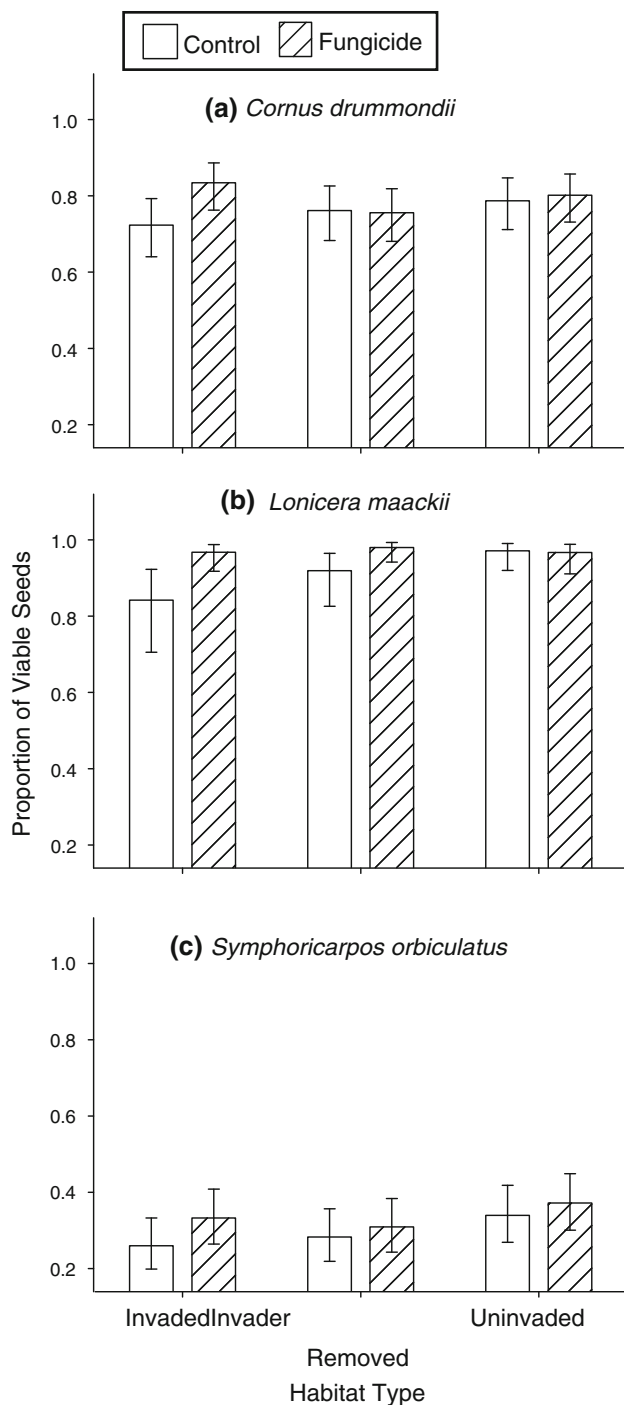 Control Fungicide
(a) Cornus drummondii
1.0
0.8
0.6
0.4
0.2
(b) Lonicera maackii
1.0
0.8
0.6
0.4
0.2
Proportion of Viable Seeds
(c) Symphoricarpos orbiculatus
1.0
0.8
0.6
0.4
0.2
InvadedInvader Uninvaded
Removed
Habitat Type